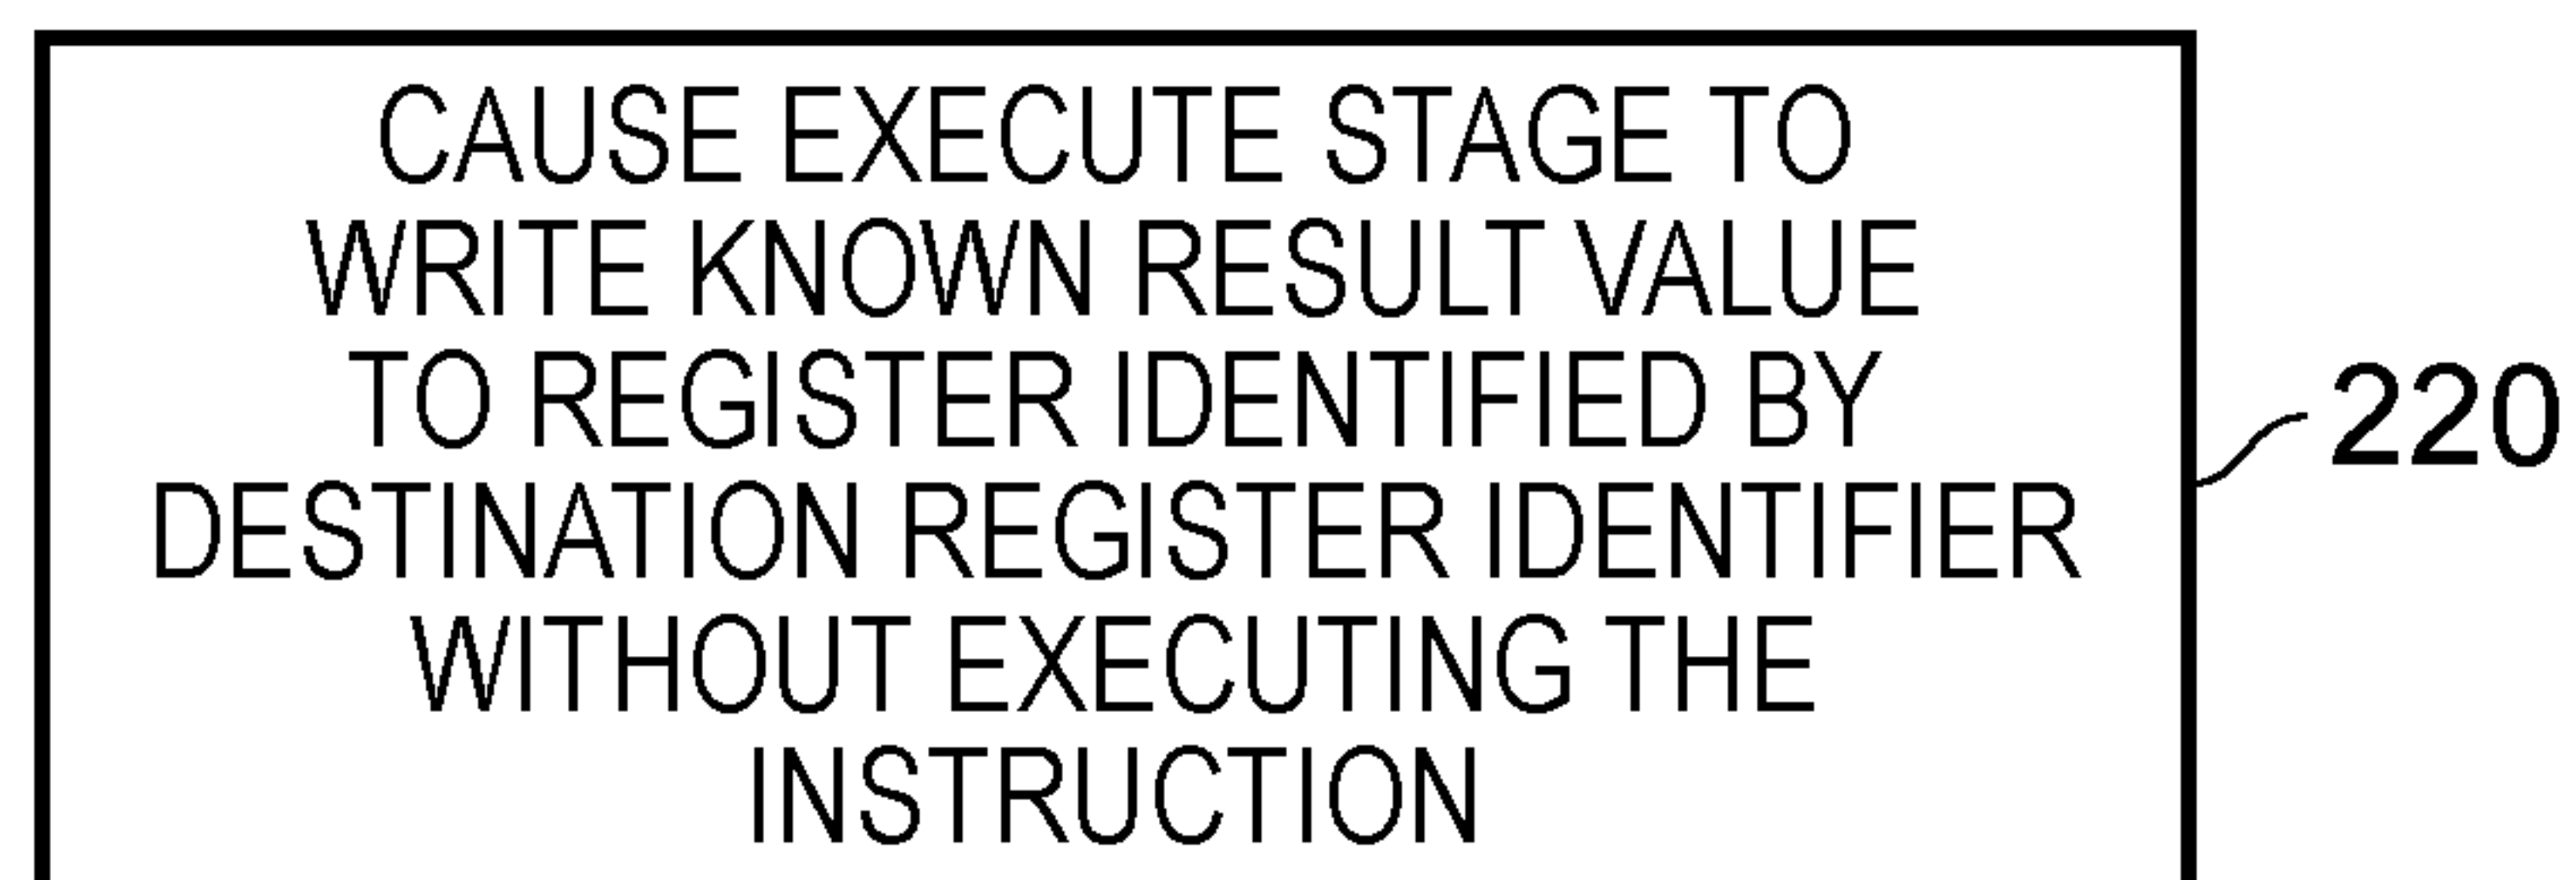 CAUSE EXECUTE STAGE TO
WRITE KNOWN RESULT VALUE
TO REGISTER IDENTIFIED BY
DESTINATION REGISTER IDENTIFIER
WITHOUT EXECUTING THE
INSTRUCTION
220